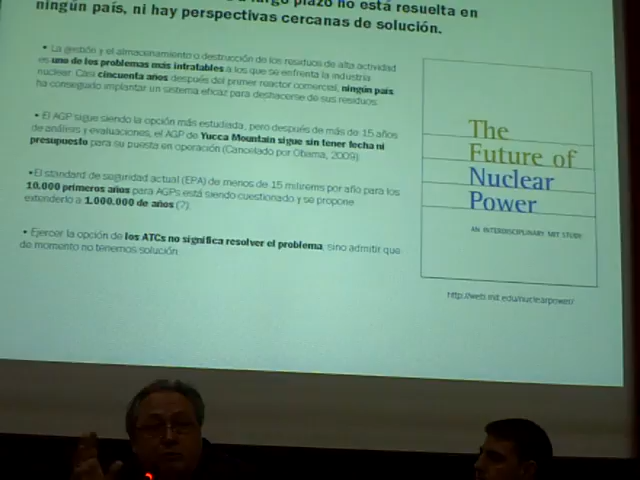 largo plazo no está resuelta en
ningún país, ni hay perspectivas cercanas de solución.
• La gestión y el almacenamiento o destrucción de los residuos de alta actividad
es uno de los problemas más intratables a los que se enfrenta la industria
nuclear. Casi cincuenta años después del primer reactor comercial, ningún país
ha conseguido implantar un sistema eficaz para deshacerse de sus residuos.
• El AGP sigue siendo la opción más estudiada, pero después de más de 15 años
de análisis y evaluaciones, el AGP de Yucca Mountain sigue sin tener fecha ni
presupuesto para su puesta en operación (Cancelado por Obama, 2009)
• El standard de seguridad actual (EPA) de menos de 15 milirems por año para los
10.000 primeros años para AGPs está siendo cuestionado y se propone
extenderlo a 1.000.000 de años (?).
• Ejercer la opción de los ATCs no significa resolver el problema, sino admitir que
de momento no tenemos solución
The
Future of
Nuclear
Power
AN INTERDISCIPLINARY MIT STUDY
http://web.mit.edu/nuclearpower/